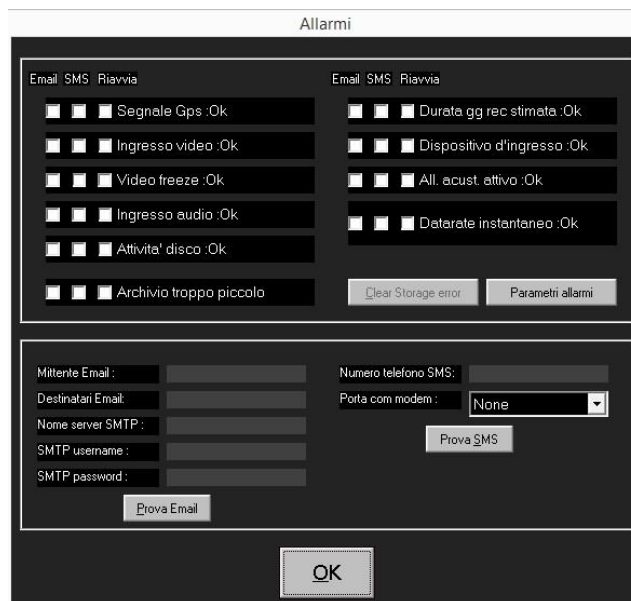 Allarmi
Email SMS Riavvia
Segnale Gps :Ok
Ingresso video :Ok
Video freeze :Ok
Ingresso audio :Ok
Attivita' disco :Ok
Archivio troppo piccolo
Email SMS Riavvia
Durata gg rec stimata :Ok
Dispositivo d'ingresso :Ok
All. acust. attivo :Ok
Datarate instantaneo :Ok
Clear Storage error
Parametri allarmi
Mittente Email :
Destinatari Email:
Nome server SMTP :
SMTP username :
SMTP password :
Prova Email
Numero telefono SMS:
Porta com modem : None
Prova SMS
OK